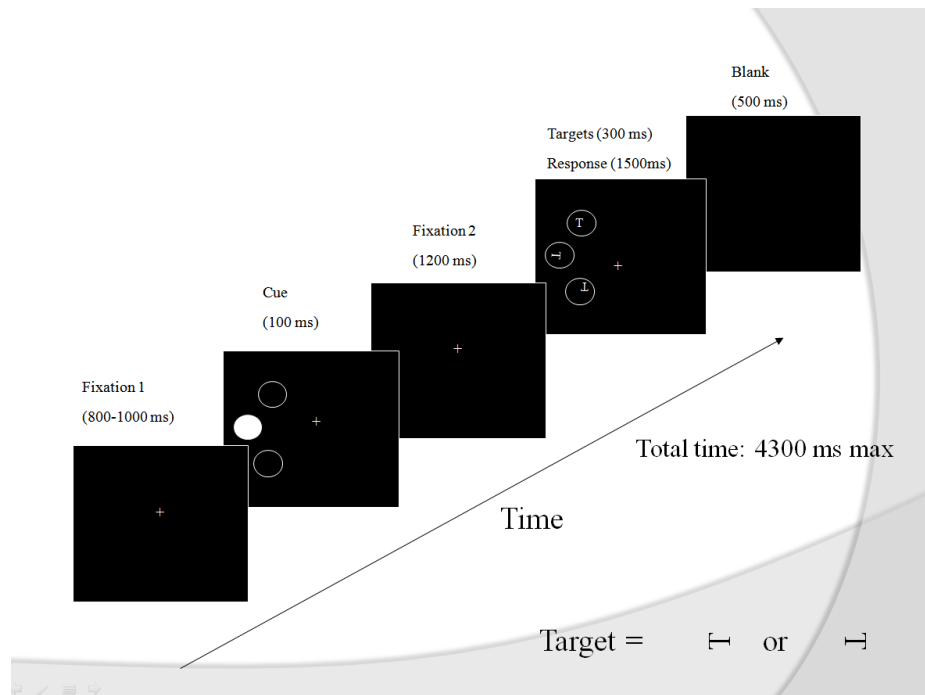 Blank
(500 ms)
Targets (300 ms)
Response (1500ms)
T
T
T
Fixation 2
(1200 ms)
Cue
(100 ms)
Fixation 1
(800-1000 ms)
Total time: 4300 ms max
Time
Target = T or T